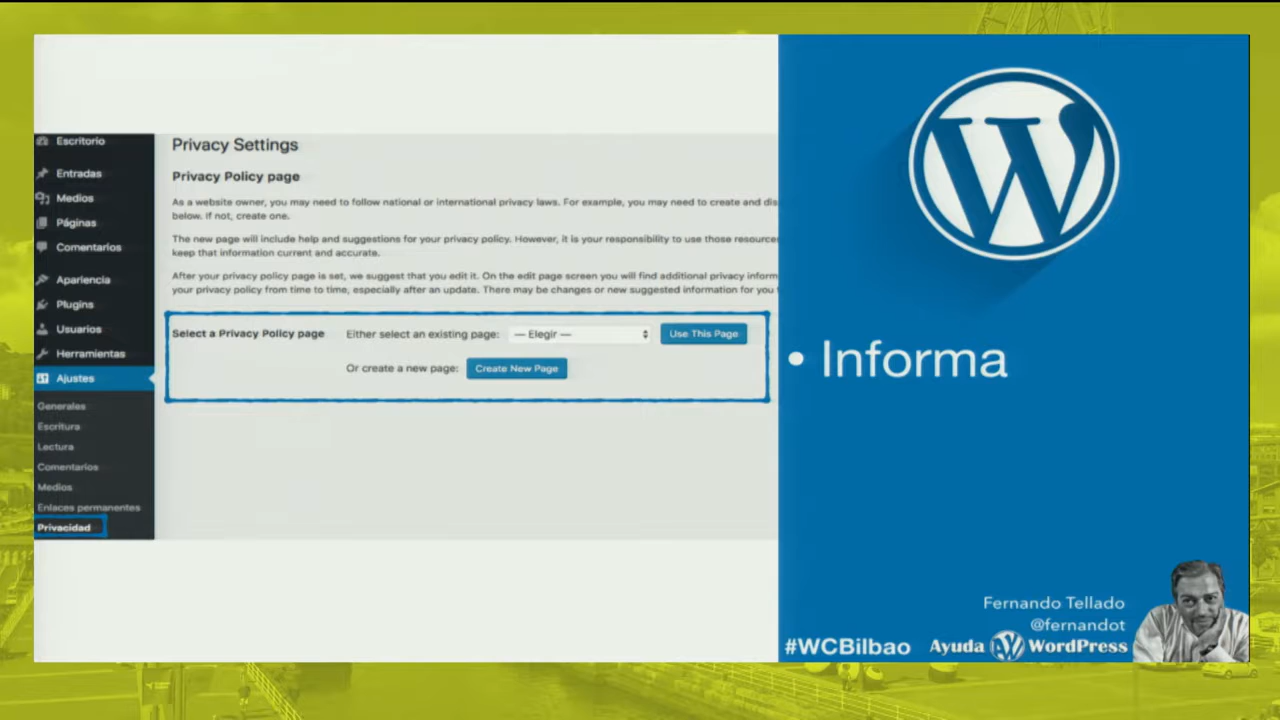 Escritorio
Entradas
Medios
Páginas
Comentarios
Apariencia
Plugins
Usuarios
Herramientas
Ajustes
Generales
Escritura
Lectura
Comentarios
Medios
Enlaces permanentes
Privacidad
Privacy Settings
Privacy Policy page
As a website owner, you may need to follow national or international privacy laws. For example, you may need to create and dis
below. If not, create one.
The new page will include help and suggestions for your privacy policy. However, it is your responsibility to use those resource
keep that information current and accurate.
After your privacy policy page is set, we suggest that you edit it. On the edit page screen you will find additional privacy inform
your privacy policy from time to time, especially after an update. There may be changes or new suggested information for you
Select a Privacy Policy page Either select an existing page: — Elegir — Use This Page
Or create a new page: Create New Page
• Informa
Fernando Tellado
@fernandot
#WCBilbao Ayuda WordPress